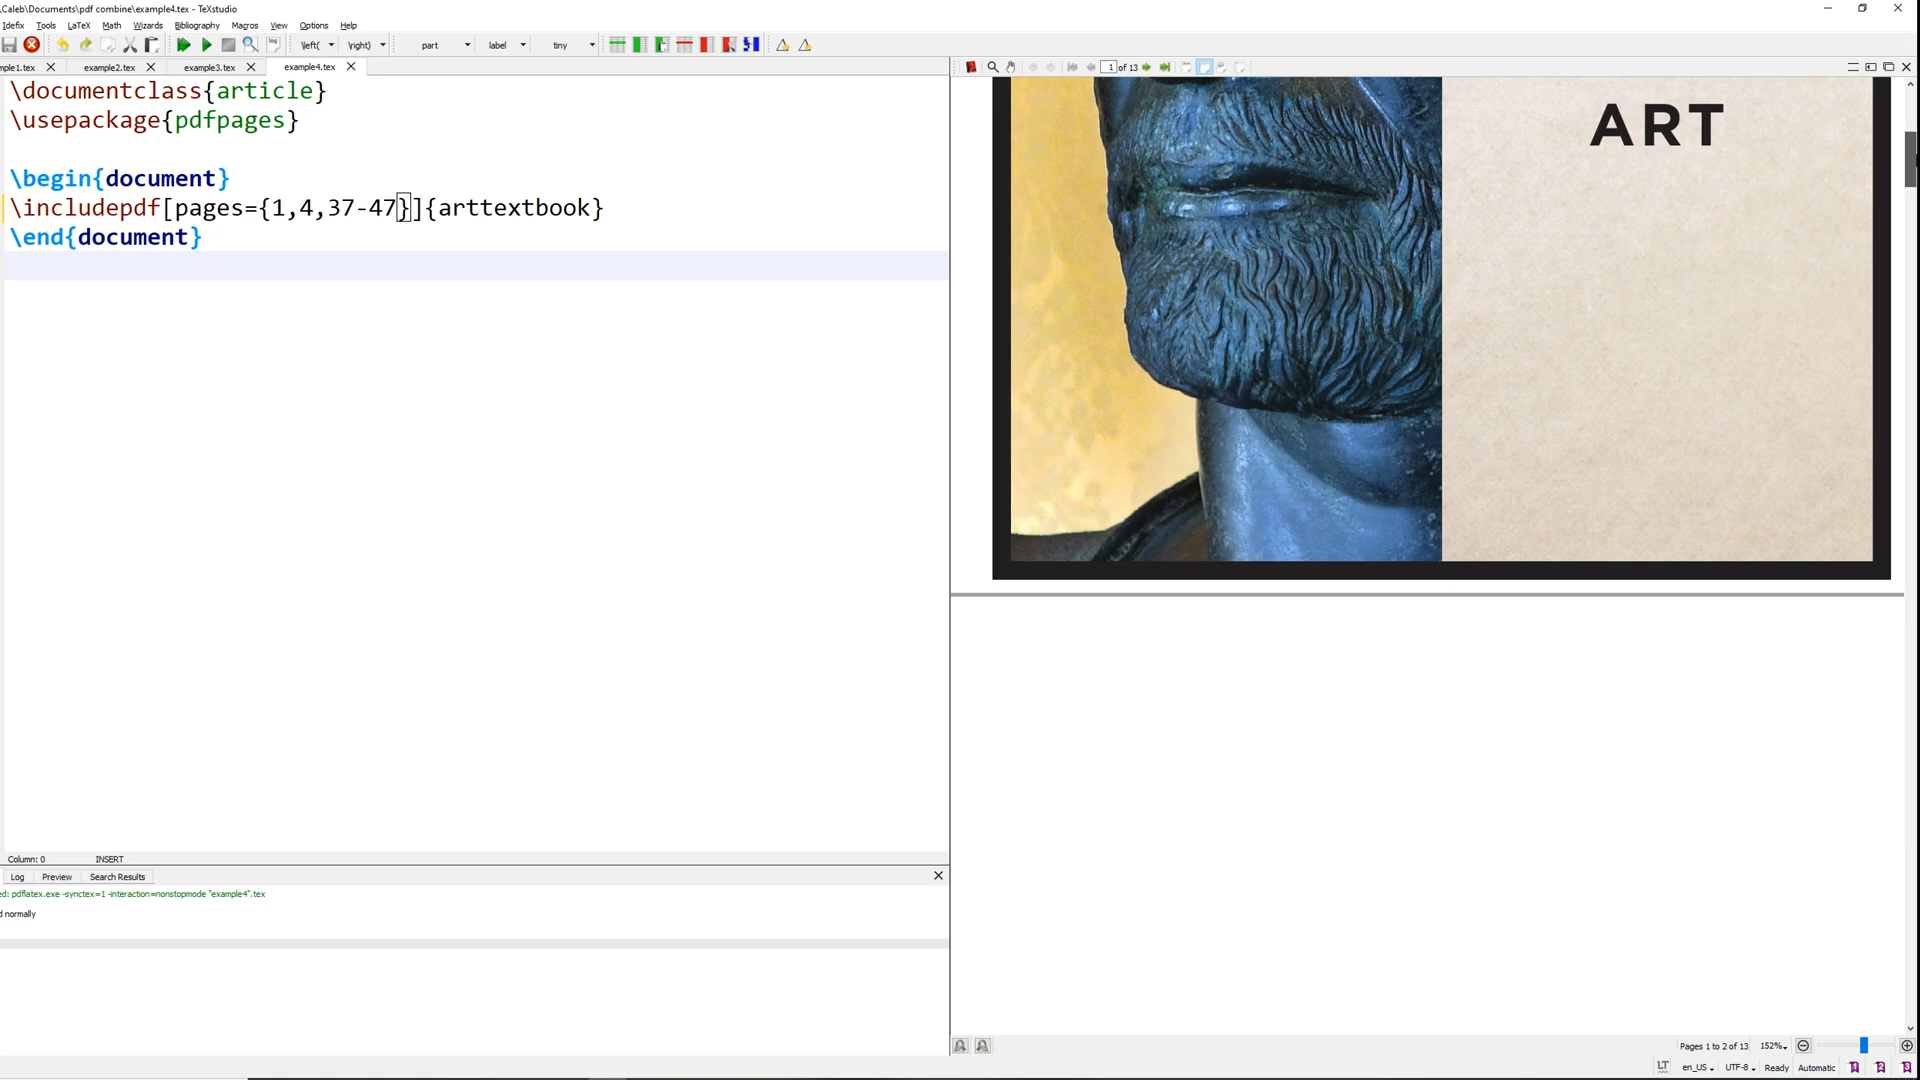 \Caleb\Documents\pdf combine\example4.tex - TeXstudio
Idefix Tools LaTeX Math Wizards Bibliography Macros View Options Help
\left( \right) part label tiny
mple1.tex example2.tex example3.tex example4.tex
1 of 13
\documentclass{article}
\usepackage{pdfpages}
\begin{document}
\includepdf[pages={1,4,37-47}]{arttextbook}
\end{document}
ART
Column: 0 INSERT
Log Preview Search Results
ed: pdflatex.exe -synctex=1 -interaction=nonstopmode "example4".tex
d normally
Pages 1 to 2 of 13 152%
LT en_US UTF-8 Ready Automatic